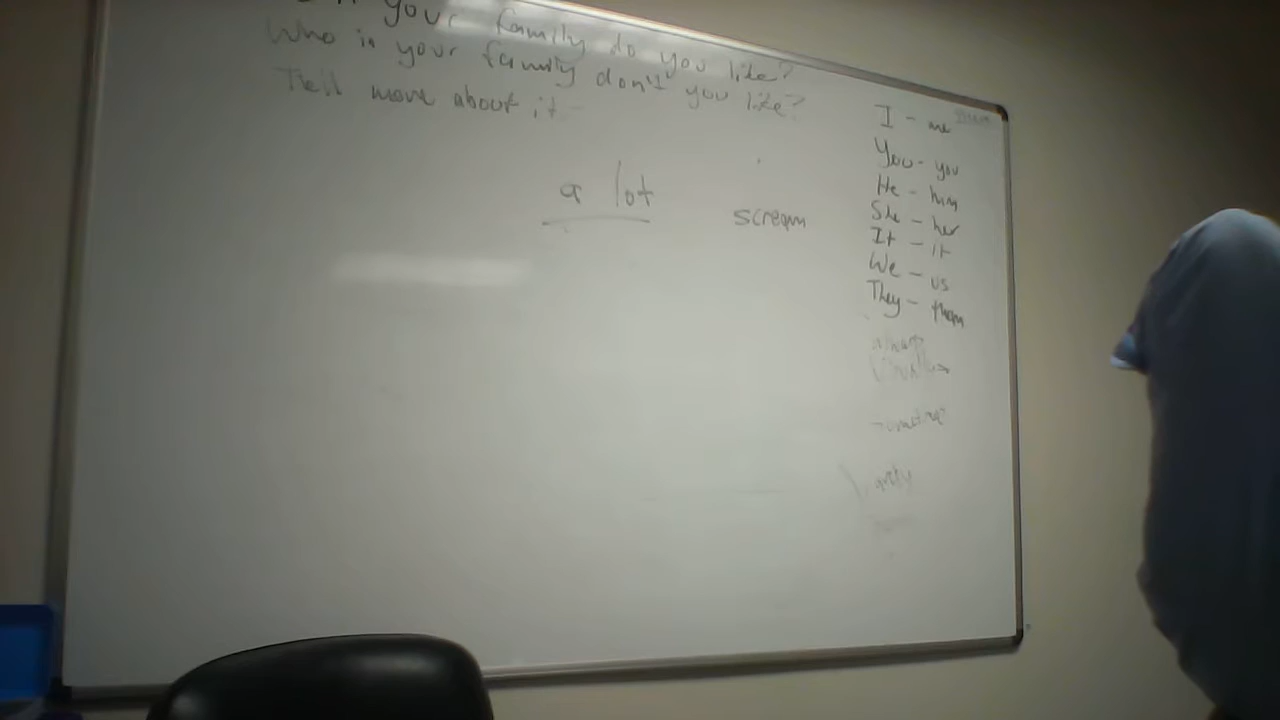 in your family do you like?
Who in your family don't you like?
Tell more about it
a lot
scream
I - me
You - you
He - him
She - her
It - it
We - us
They - them